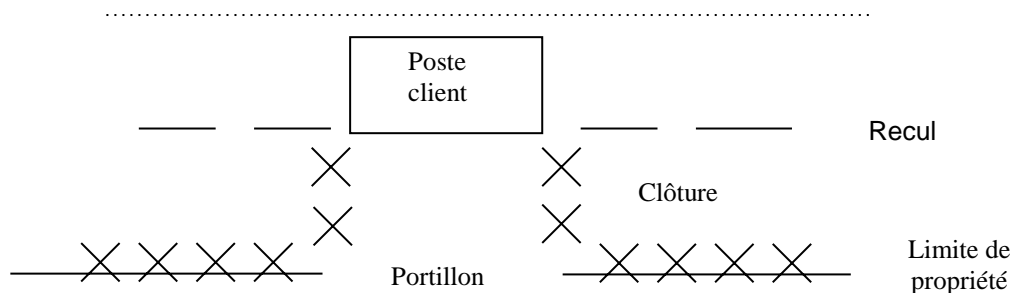 Poste
client
Recul
Clôture
Portillon
Limite de
propriété